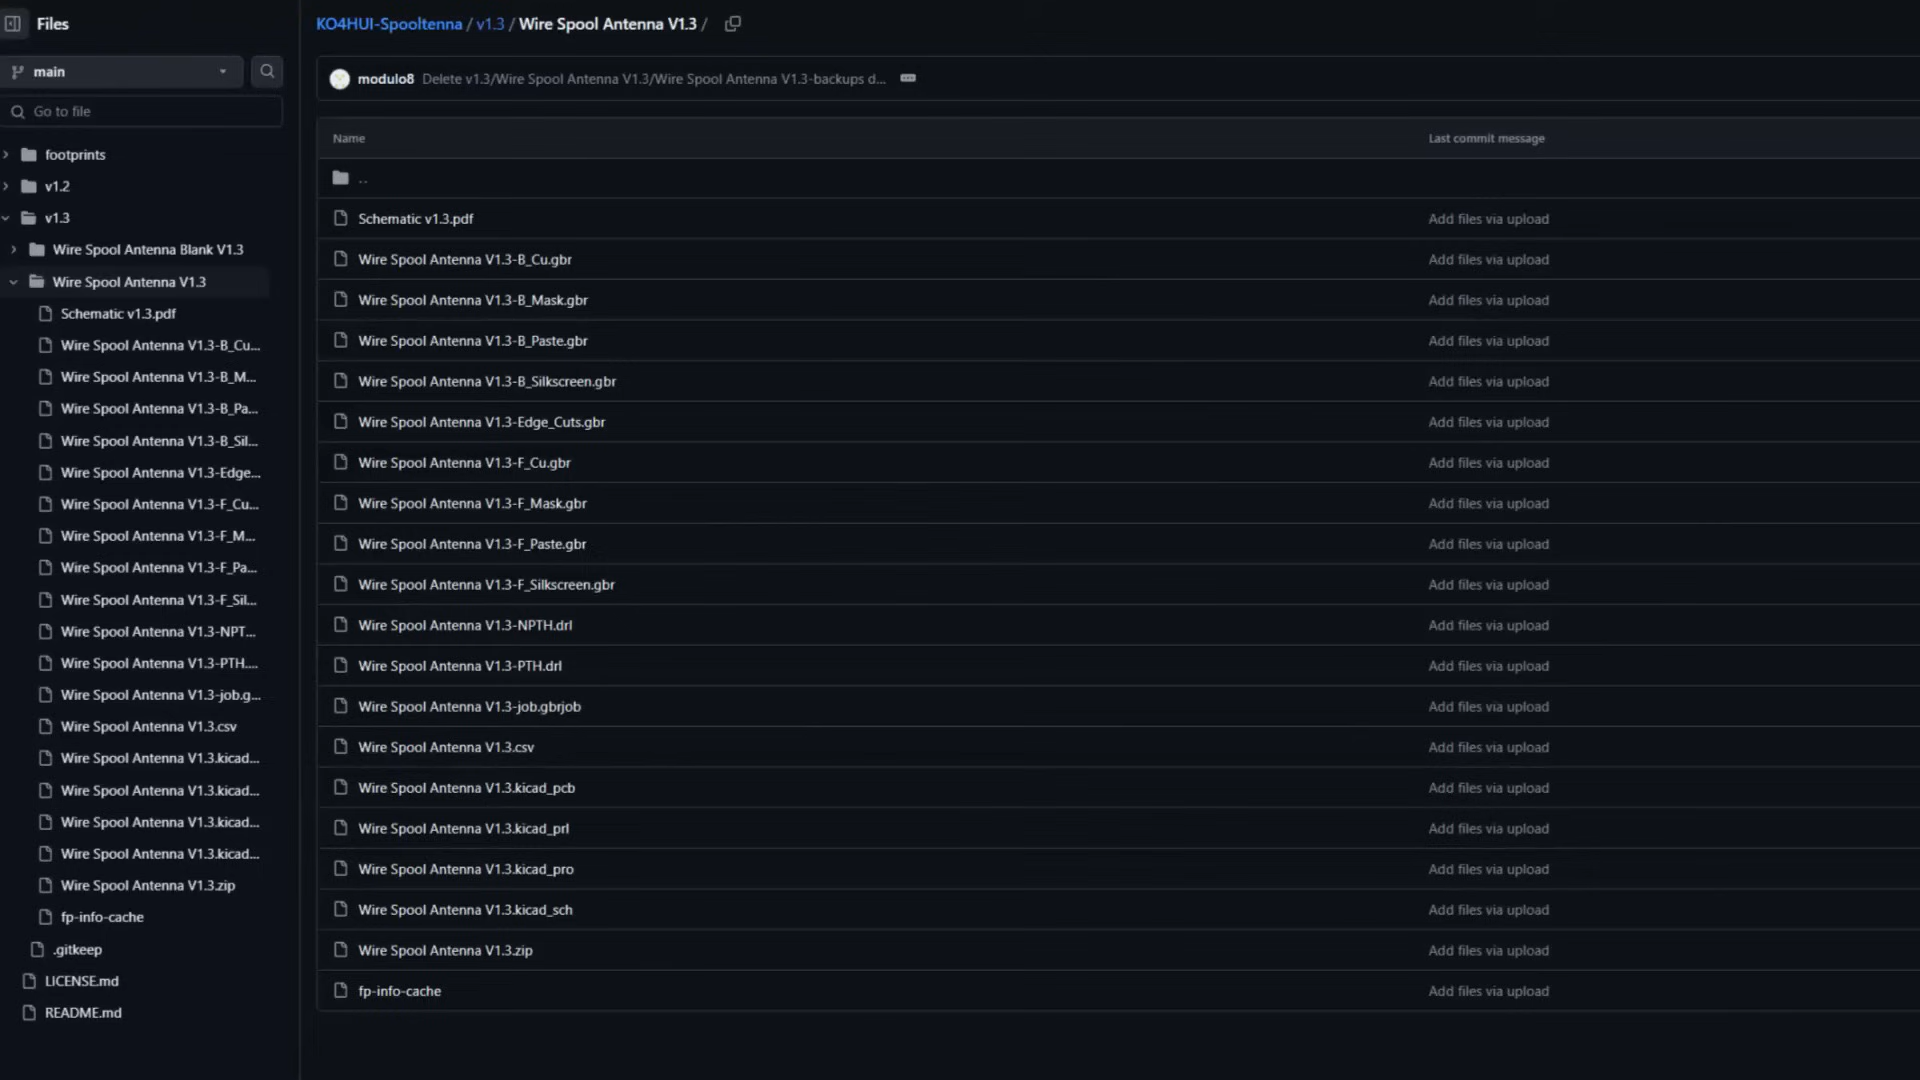 Files
main
Go to file
footprints
v1.2
v1.3
Wire Spool Antenna Blank V1.3
Wire Spool Antenna V1.3
Schematic v1.3.pdf
Wire Spool Antenna V1.3-B_Cu...
Wire Spool Antenna V1.3-B_M...
Wire Spool Antenna V1.3-B_Pa...
Wire Spool Antenna V1.3-B_Sil...
Wire Spool Antenna V1.3-Edge...
Wire Spool Antenna V1.3-F_Cu...
Wire Spool Antenna V1.3-F_M...
Wire Spool Antenna V1.3-F_Pa...
Wire Spool Antenna V1.3-F_Sil...
Wire Spool Antenna V1.3-NPT...
Wire Spool Antenna V1.3-PTH....
Wire Spool Antenna V1.3-job.g...
Wire Spool Antenna V1.3.csv
Wire Spool Antenna V1.3.kicad...
Wire Spool Antenna V1.3.kicad...
Wire Spool Antenna V1.3.kicad...
Wire Spool Antenna V1.3.kicad...
Wire Spool Antenna V1.3.zip
fp-info-cache
.gitkeep
LICENSE.md
README.md
KO4HUI-Spooltenna / v1.3 / Wire Spool Antenna V1.3 /
modulo8 Delete v1.3/Wire Spool Antenna V1.3/Wire Spool Antenna V1.3-backups d...
Name Last commit message
..
Schematic v1.3.pdf Add files via upload
Wire Spool Antenna V1.3-B_Cu.gbr Add files via upload
Wire Spool Antenna V1.3-B_Mask.gbr Add files via upload
Wire Spool Antenna V1.3-B_Paste.gbr Add files via upload
Wire Spool Antenna V1.3-B_Silkscreen.gbr Add files via upload
Wire Spool Antenna V1.3-Edge_Cuts.gbr Add files via upload
Wire Spool Antenna V1.3-F_Cu.gbr Add files via upload
Wire Spool Antenna V1.3-F_Mask.gbr Add files via upload
Wire Spool Antenna V1.3-F_Paste.gbr Add files via upload
Wire Spool Antenna V1.3-F_Silkscreen.gbr Add files via upload
Wire Spool Antenna V1.3-NPTH.drl Add files via upload
Wire Spool Antenna V1.3-PTH.drl Add files via upload
Wire Spool Antenna V1.3-job.gbrjob Add files via upload
Wire Spool Antenna V1.3.csv Add files via upload
Wire Spool Antenna V1.3.kicad_pcb Add files via upload
Wire Spool Antenna V1.3.kicad_prl Add files via upload
Wire Spool Antenna V1.3.kicad_pro Add files via upload
Wire Spool Antenna V1.3.kicad_sch Add files via upload
Wire Spool Antenna V1.3.zip Add files via upload
fp-info-cache Add files via upload